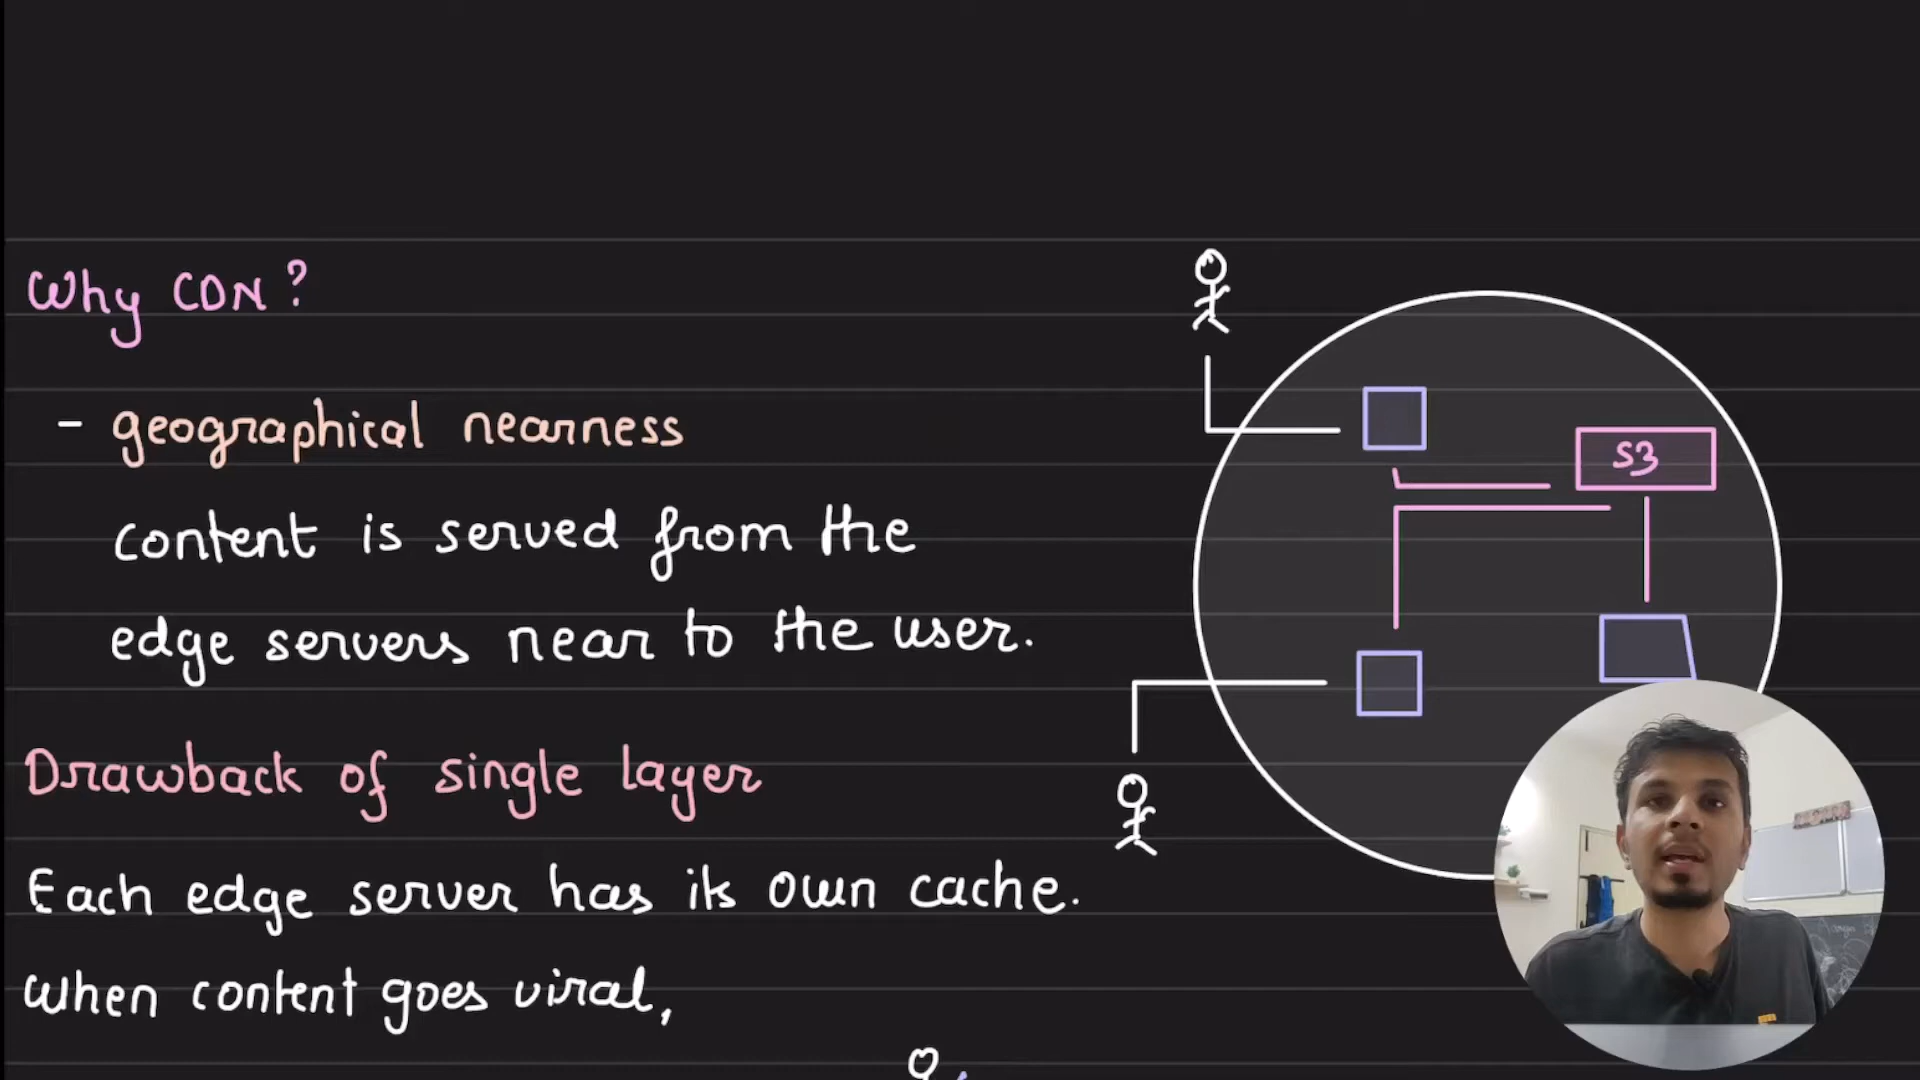 Why CDN?
- geographical nearness
S3
content is served from the
edge servers near to the user.
Drawback of single layer
Each edge server has its own cache.
When content goes viral,